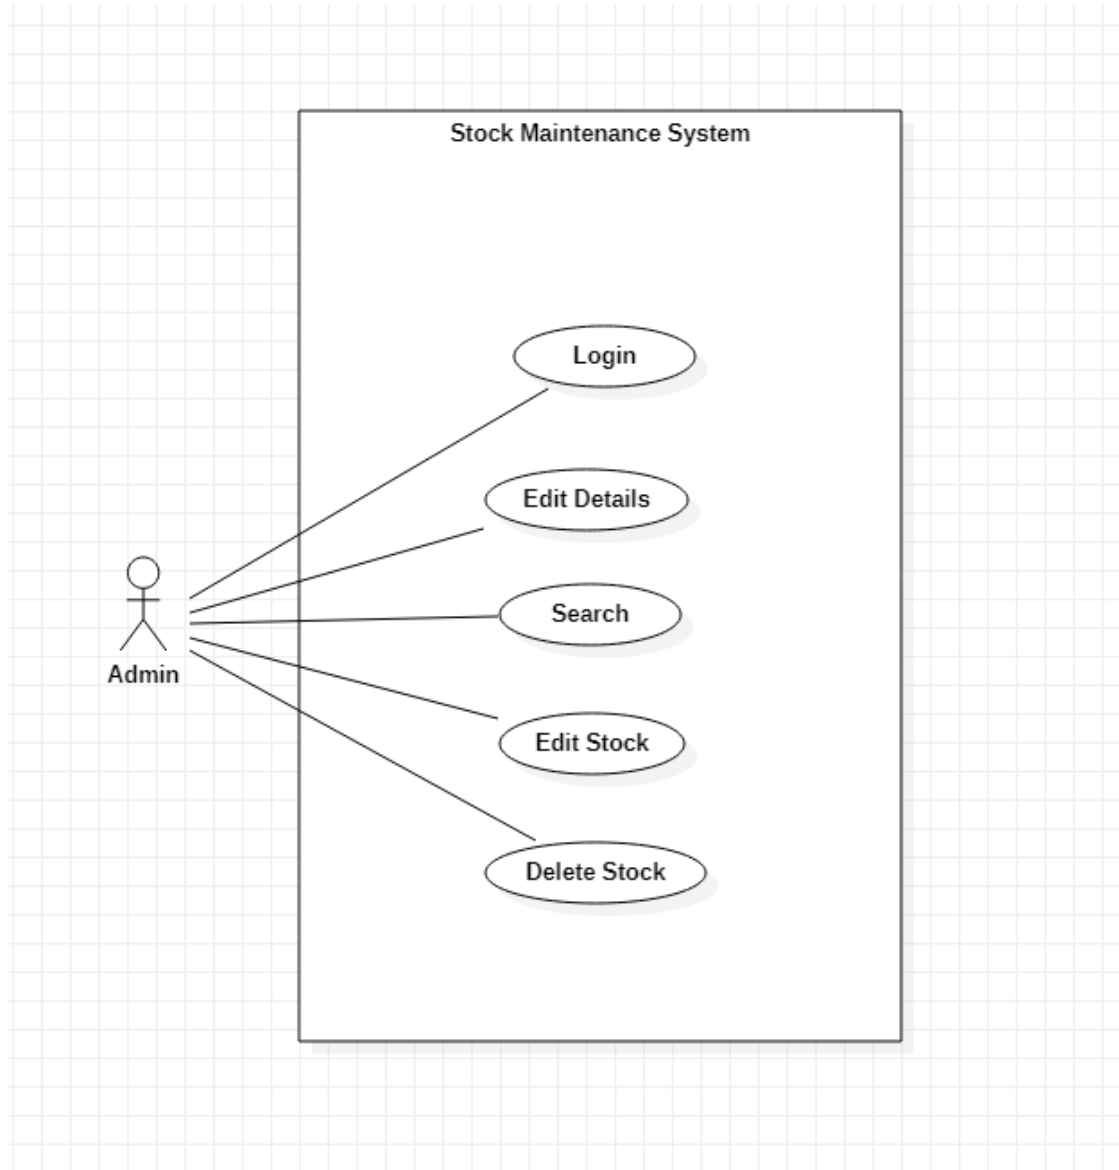 Stock Maintenance System
Login
Edit Details
Search
Admin
Edit Stock
Delete Stock